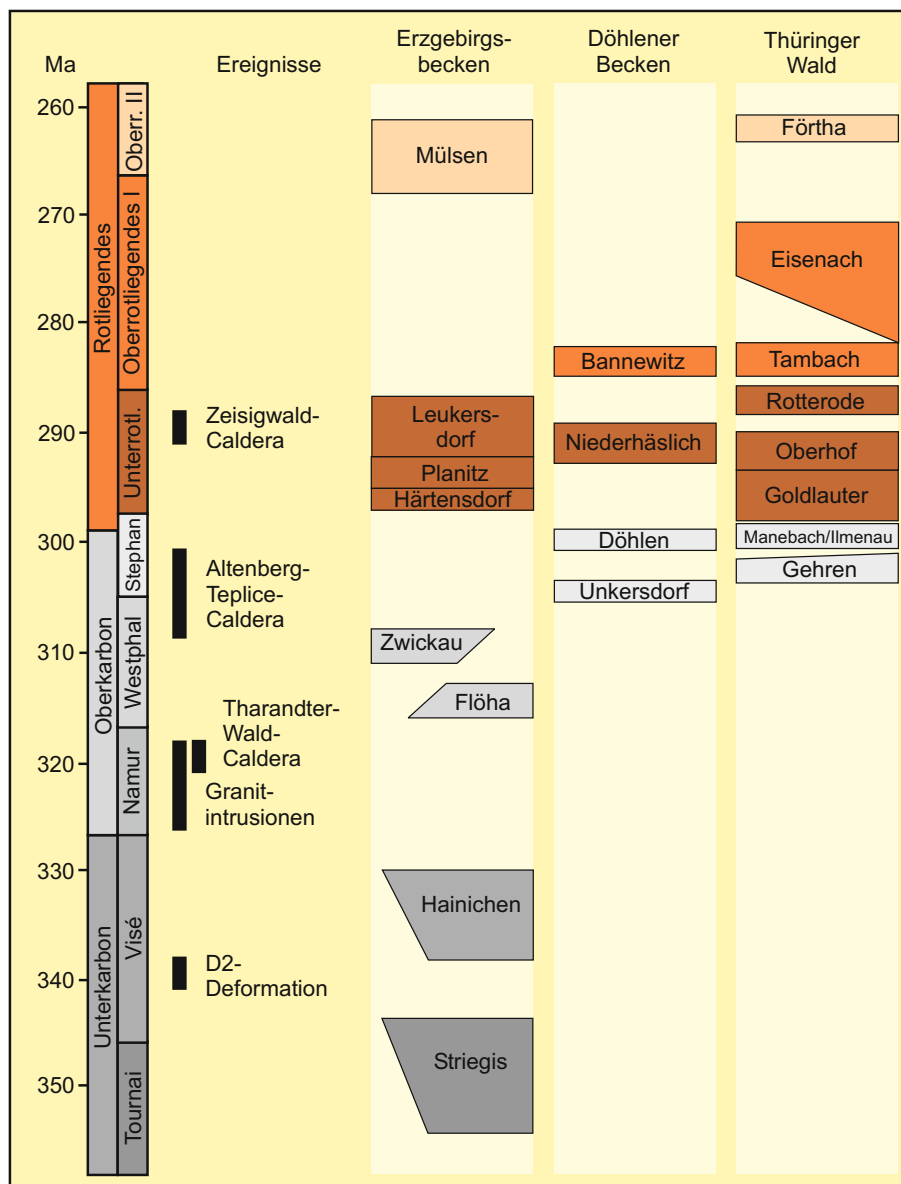 Ma
Ereignisse
Erzgebirgs-
becken
Döhlener
Becken
Thüringer
Wald
260
270
280
290
300
310
320
330
340
350
Rotliegendes
Oberkarbon
Unterkarbon
Oberr. II
Oberrotliegendes I
Unterrotl.
Stephan
Westphal
Namur
Visé
Tournai
Zeisigwald-
Caldera
Altenberg-
Teplice-
Caldera
Tharandter-
Wald-
Caldera
Granit-
intrusionen
D2-
Deformation
Mülsen
Leukers-
dorf
Planitz
Härtensdorf
Zwickau
Flöha
Hainichen
Striegis
Bannewitz
Niederhäslich
Döhlen
Unkersdorf
Förtha
Eisenach
Tambach
Rotterode
Oberhof
Goldlauter
Manebach/Ilmenau
Gehren